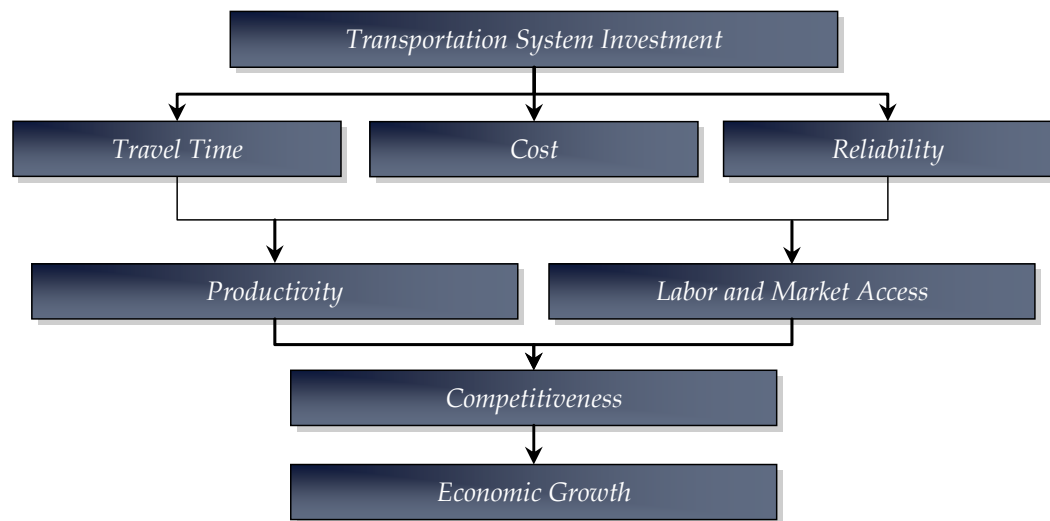 Transportation System Investment
Travel Time
Cost
Reliability
Productivity
Labor and Market Access
Competitiveness
Economic Growth